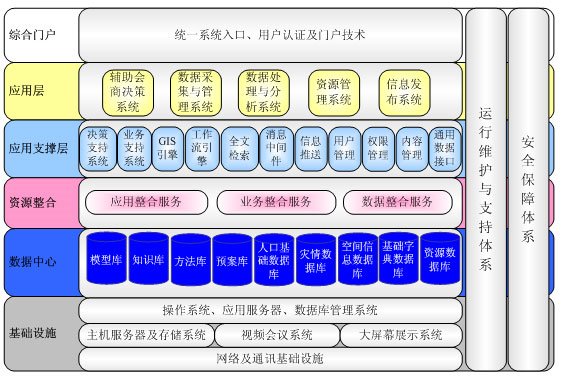 综合门户
统一系统入口、用户认证及门户技术
应用层
辅助会
商决策
系统
数据采
集与管
理系统
数据处
理与分
析系统
资源管
理系统
信息发
布系统
应用支撑层
决策
支持
系统
业务
支持
系统
GIS
引擎
工作
流引
擎
全文
检索
消息
中间
件
信息
推送
用户
管理
权限
管理
内容
管理
通用
数据
接口
资源整合
应用整合服务
业务整合服务
数据整合服务
数据中心
模型库
知识库
方法库
预案库
人口基
础数据库
灾情数
据库
空间信
息数据库
基础字
典数据库
资源数
据库
基础设施
操作系统、应用服务器、数据库管理系统
主机服务器及存储系统
视频会议系统
大屏幕展示系统
网络及通讯基础设施
运行维护与支持体系
安全保障体系